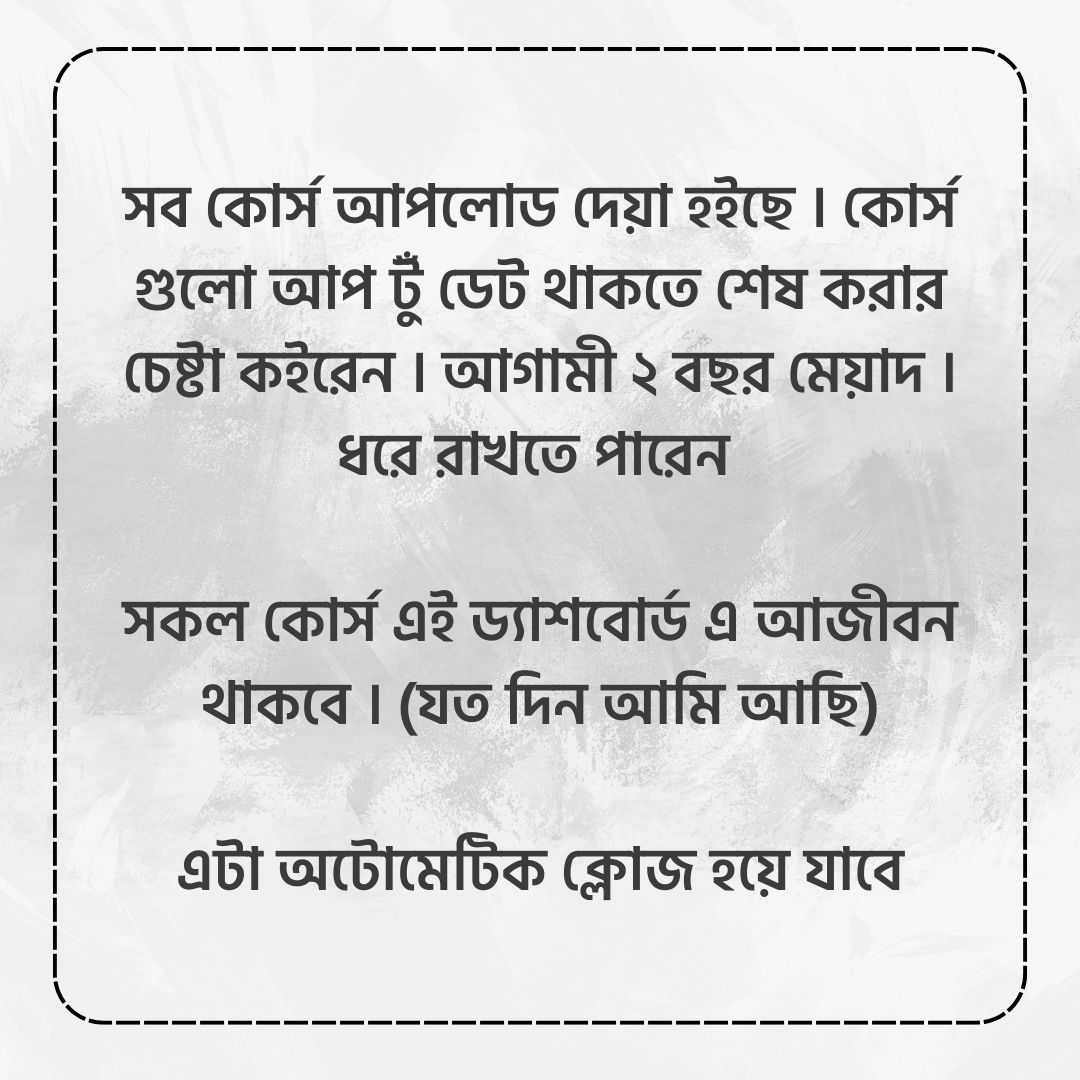 সব কোর্স আপলোড দেয়া হইছে । কোর্স
গুলো আপ টুঁ ডেট থাকতে শেষ করার
চেষ্টা কইরেন । আগামী ২ বছর মেয়াদ ।
ধরে রাখতে পারেন
সকল কোর্স এই ড্যাশবোর্ড এ আজীবন
থাকবে । (যত দিন আমি আছি)
এটা অটোমেটিক ক্লোজ হয়ে যাবে